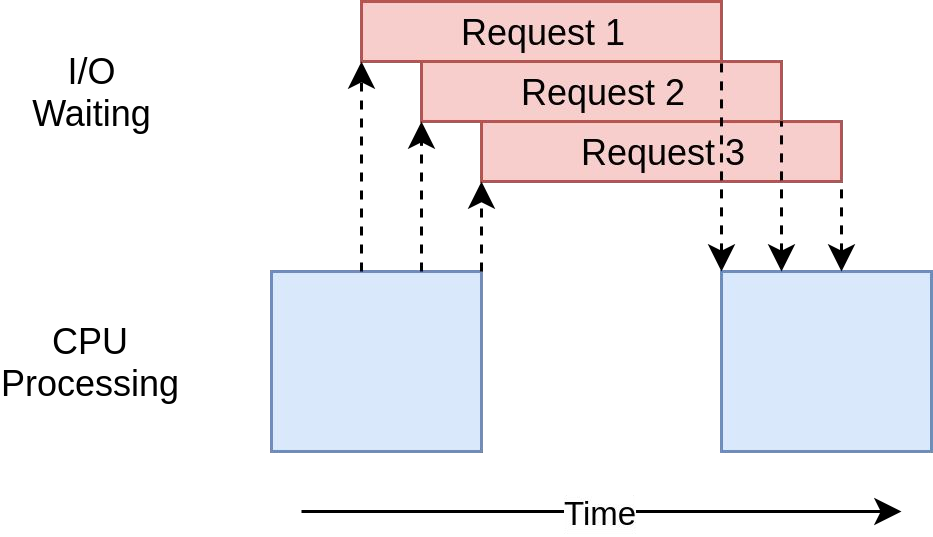 Request 1
I/O
Waiting
Request 2
Request 3
CPU
Processing
Time